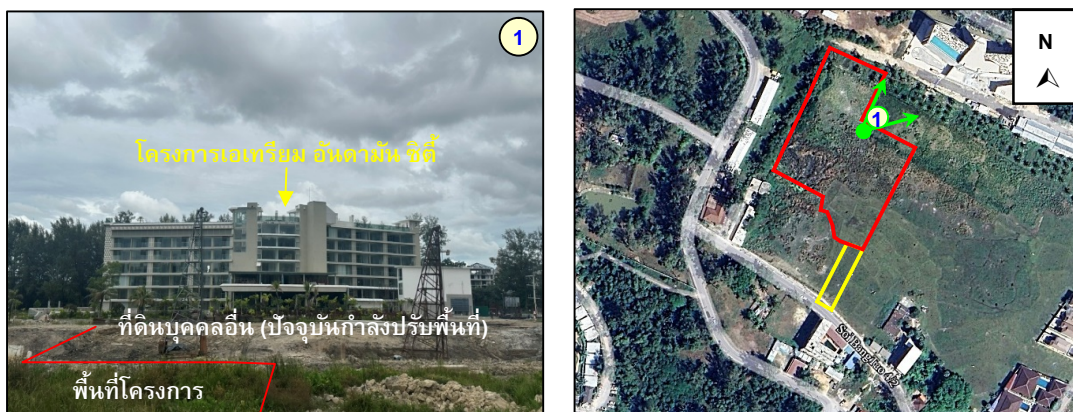 1
โครงการเอเทรียม อันดามัน ซิตี้
ที่ดินบุคคลอื่น (ปัจจุบันกำลังปรับพื้นที่)
พื้นที่โครงการ
N
1